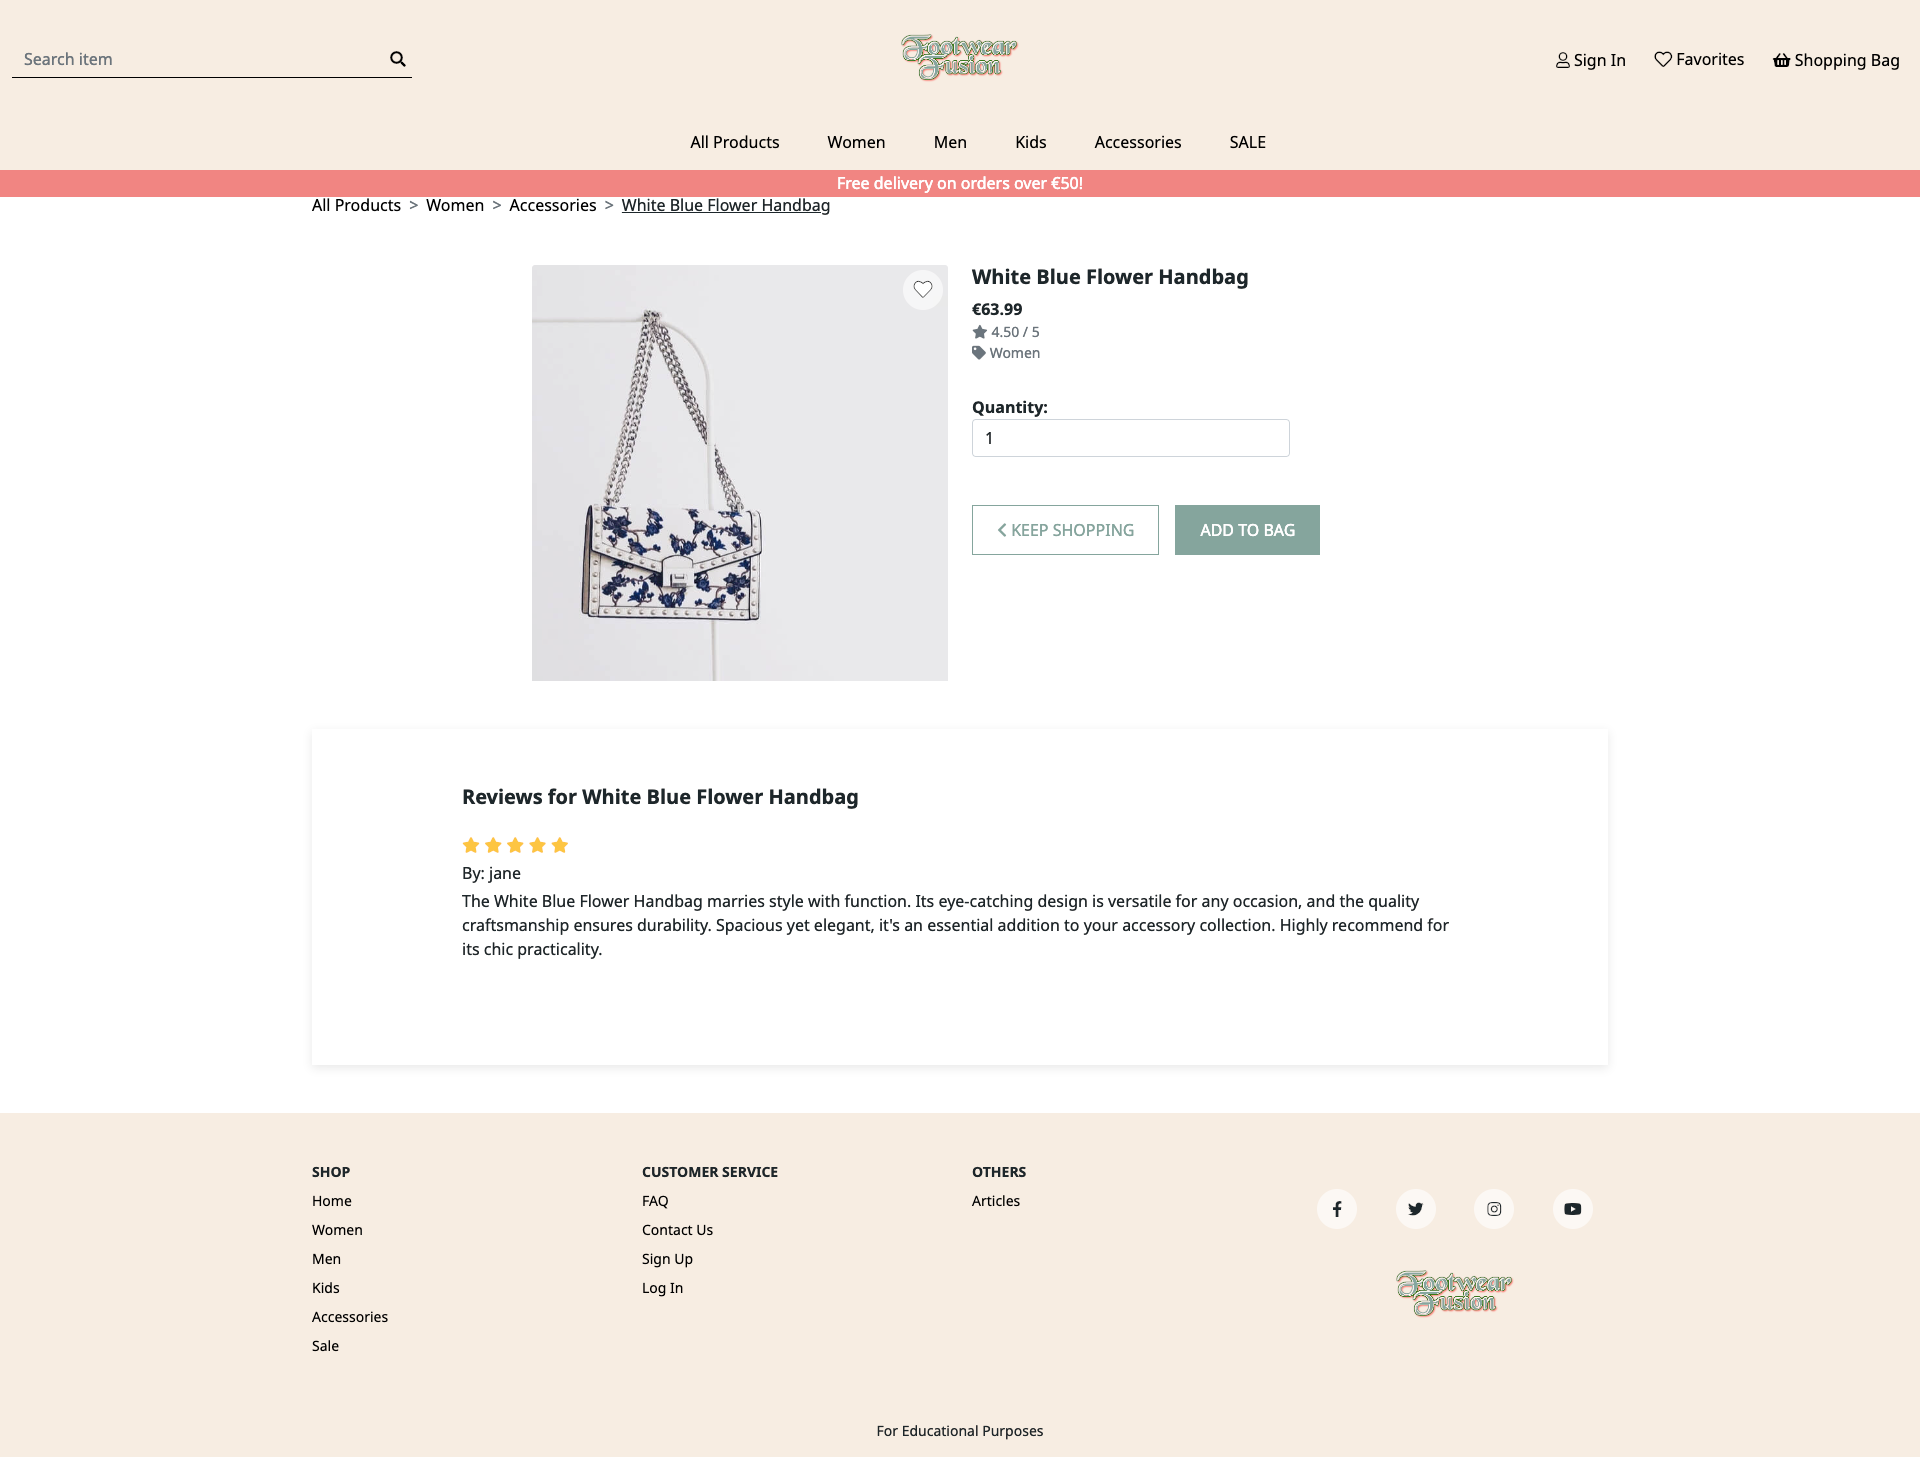 Search item
Footwear
Fusion
Sign In
Favorites
Shopping Bag
All Products
Women
Men
Kids
Accessories
SALE
Free delivery on orders over €50!
All Products > Women > Accessories > White Blue Flower Handbag
White Blue Flower Handbag
€63.99
4.50 / 5
Women
Quantity:
1
KEEP SHOPPING
ADD TO BAG
Reviews for White Blue Flower Handbag
By: jane
The White Blue Flower Handbag marries style with function. Its eye-catching design is versatile for any occasion, and the quality
craftsmanship ensures durability. Spacious yet elegant, it's an essential addition to your accessory collection. Highly recommend for
its chic practicality.
SHOP
Home
Women
Men
Kids
Accessories
Sale
CUSTOMER SERVICE
FAQ
Contact Us
Sign Up
Log In
OTHERS
Articles
Footwear
Fusion
For Educational Purposes